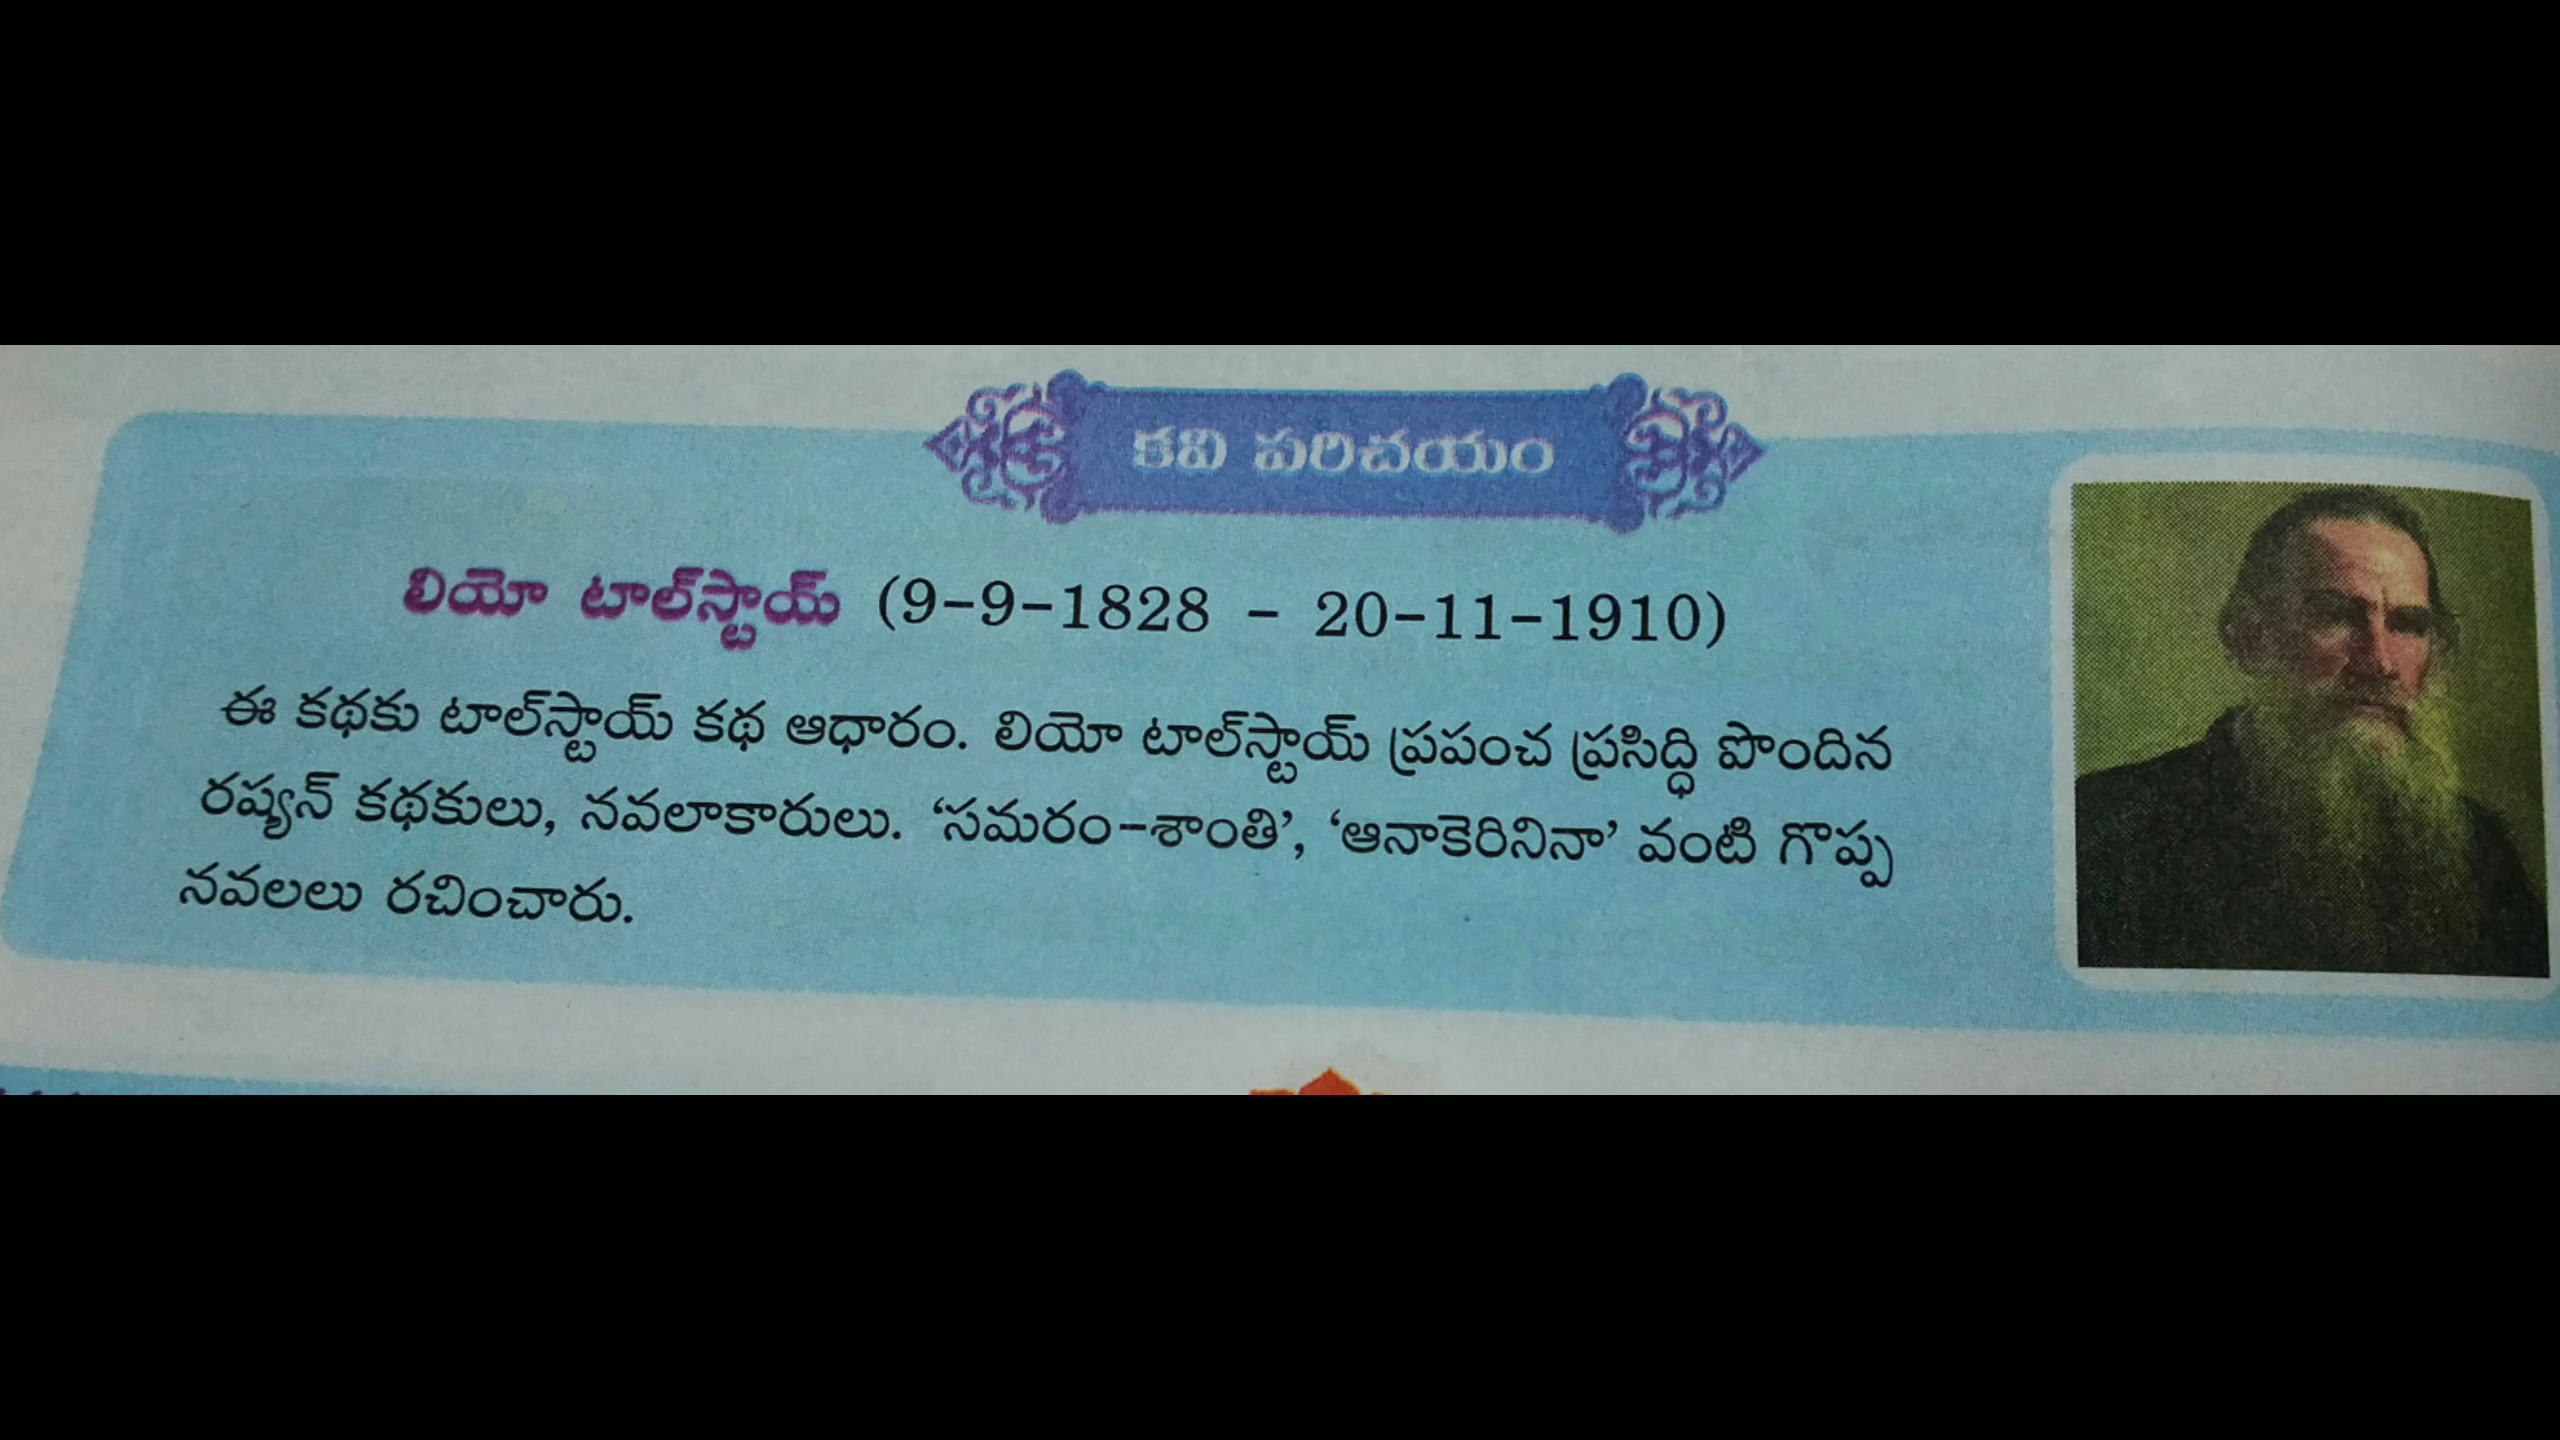 కవి పరిచయం
లియో టాల్‌స్టాయ్ (9-9-1828 - 20-11-1910)
ఈ కథకు టాల్‌స్టాయ్ కథ ఆధారం. లియో టాల్‌స్టాయ్ ప్రపంచ ప్రసిద్ధి పొందిన
రష్యన్ కథకులు, నవలాకారులు. ‘సమరం-శాంతి’, ‘ఆనాకెరినినా’ వంటి గొప్ప
నవలలు రచించారు.